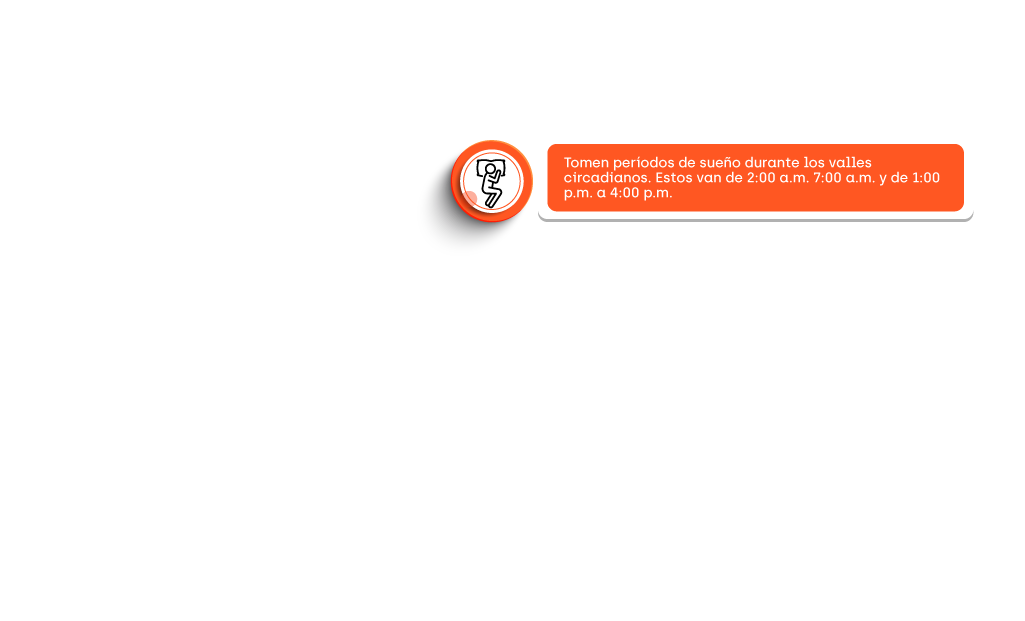 Tomen períodos de sueño durante los valles
circadianos. Estos van de 2:00 a.m. 7:00 a.m. y de 1:00
p.m. a 4:00 p.m.